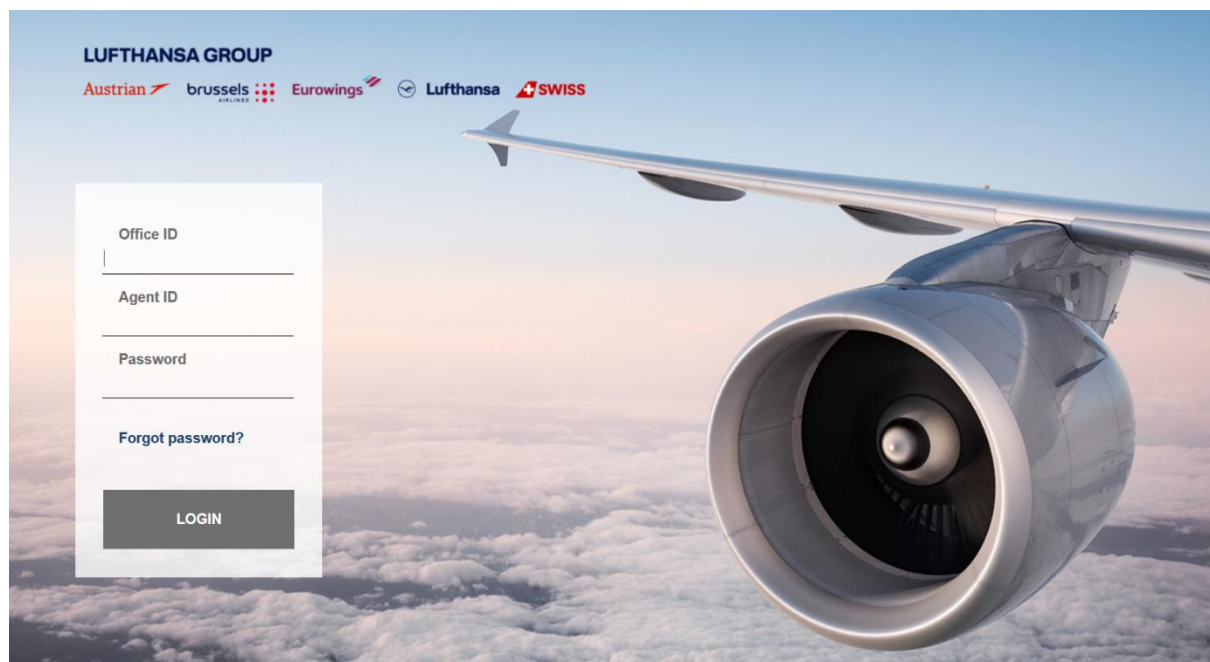 LUFTHANSA GROUP
Austrian brussels AIRLINES Eurowings Lufthansa SWISS
Office ID
Agent ID
Password
Forgot password?
LOGIN